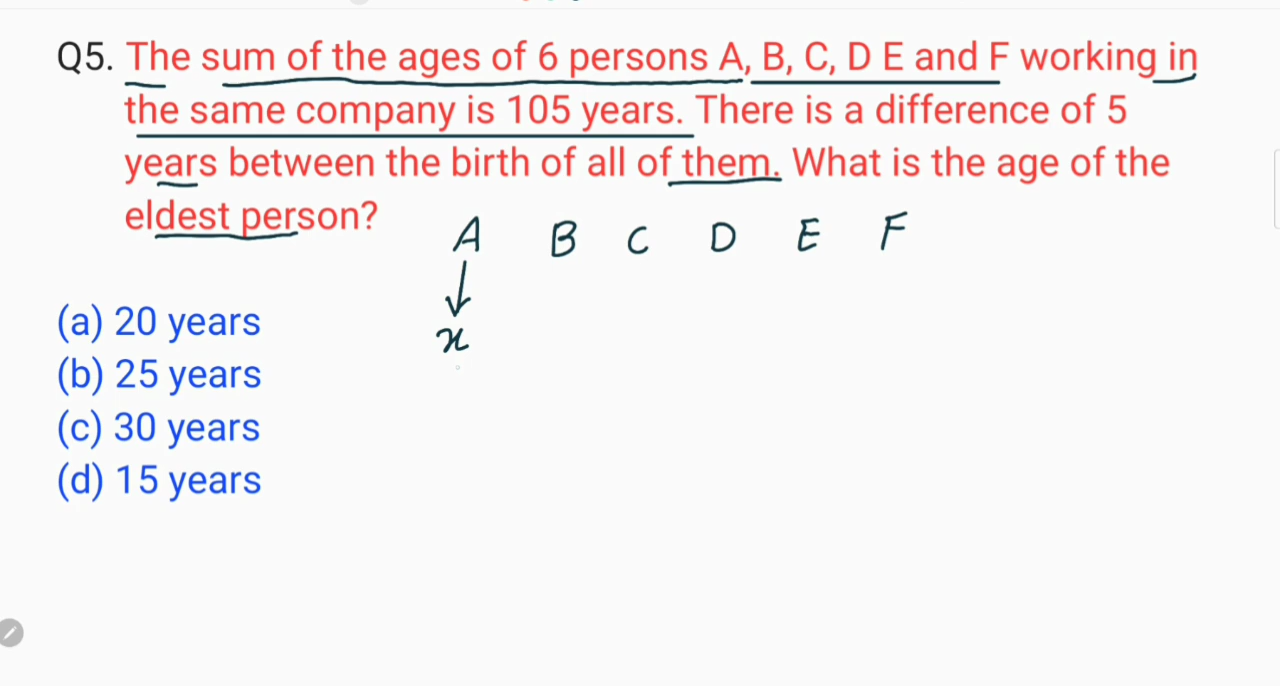 Q5. The sum of the ages of 6 persons A, B, C, D E and F working in
the same company is 105 years. There is a difference of 5
years between the birth of all of them. What is the age of the
eldest person?
A B C D E F
x
(a) 20 years
(b) 25 years
(c) 30 years
(d) 15 years